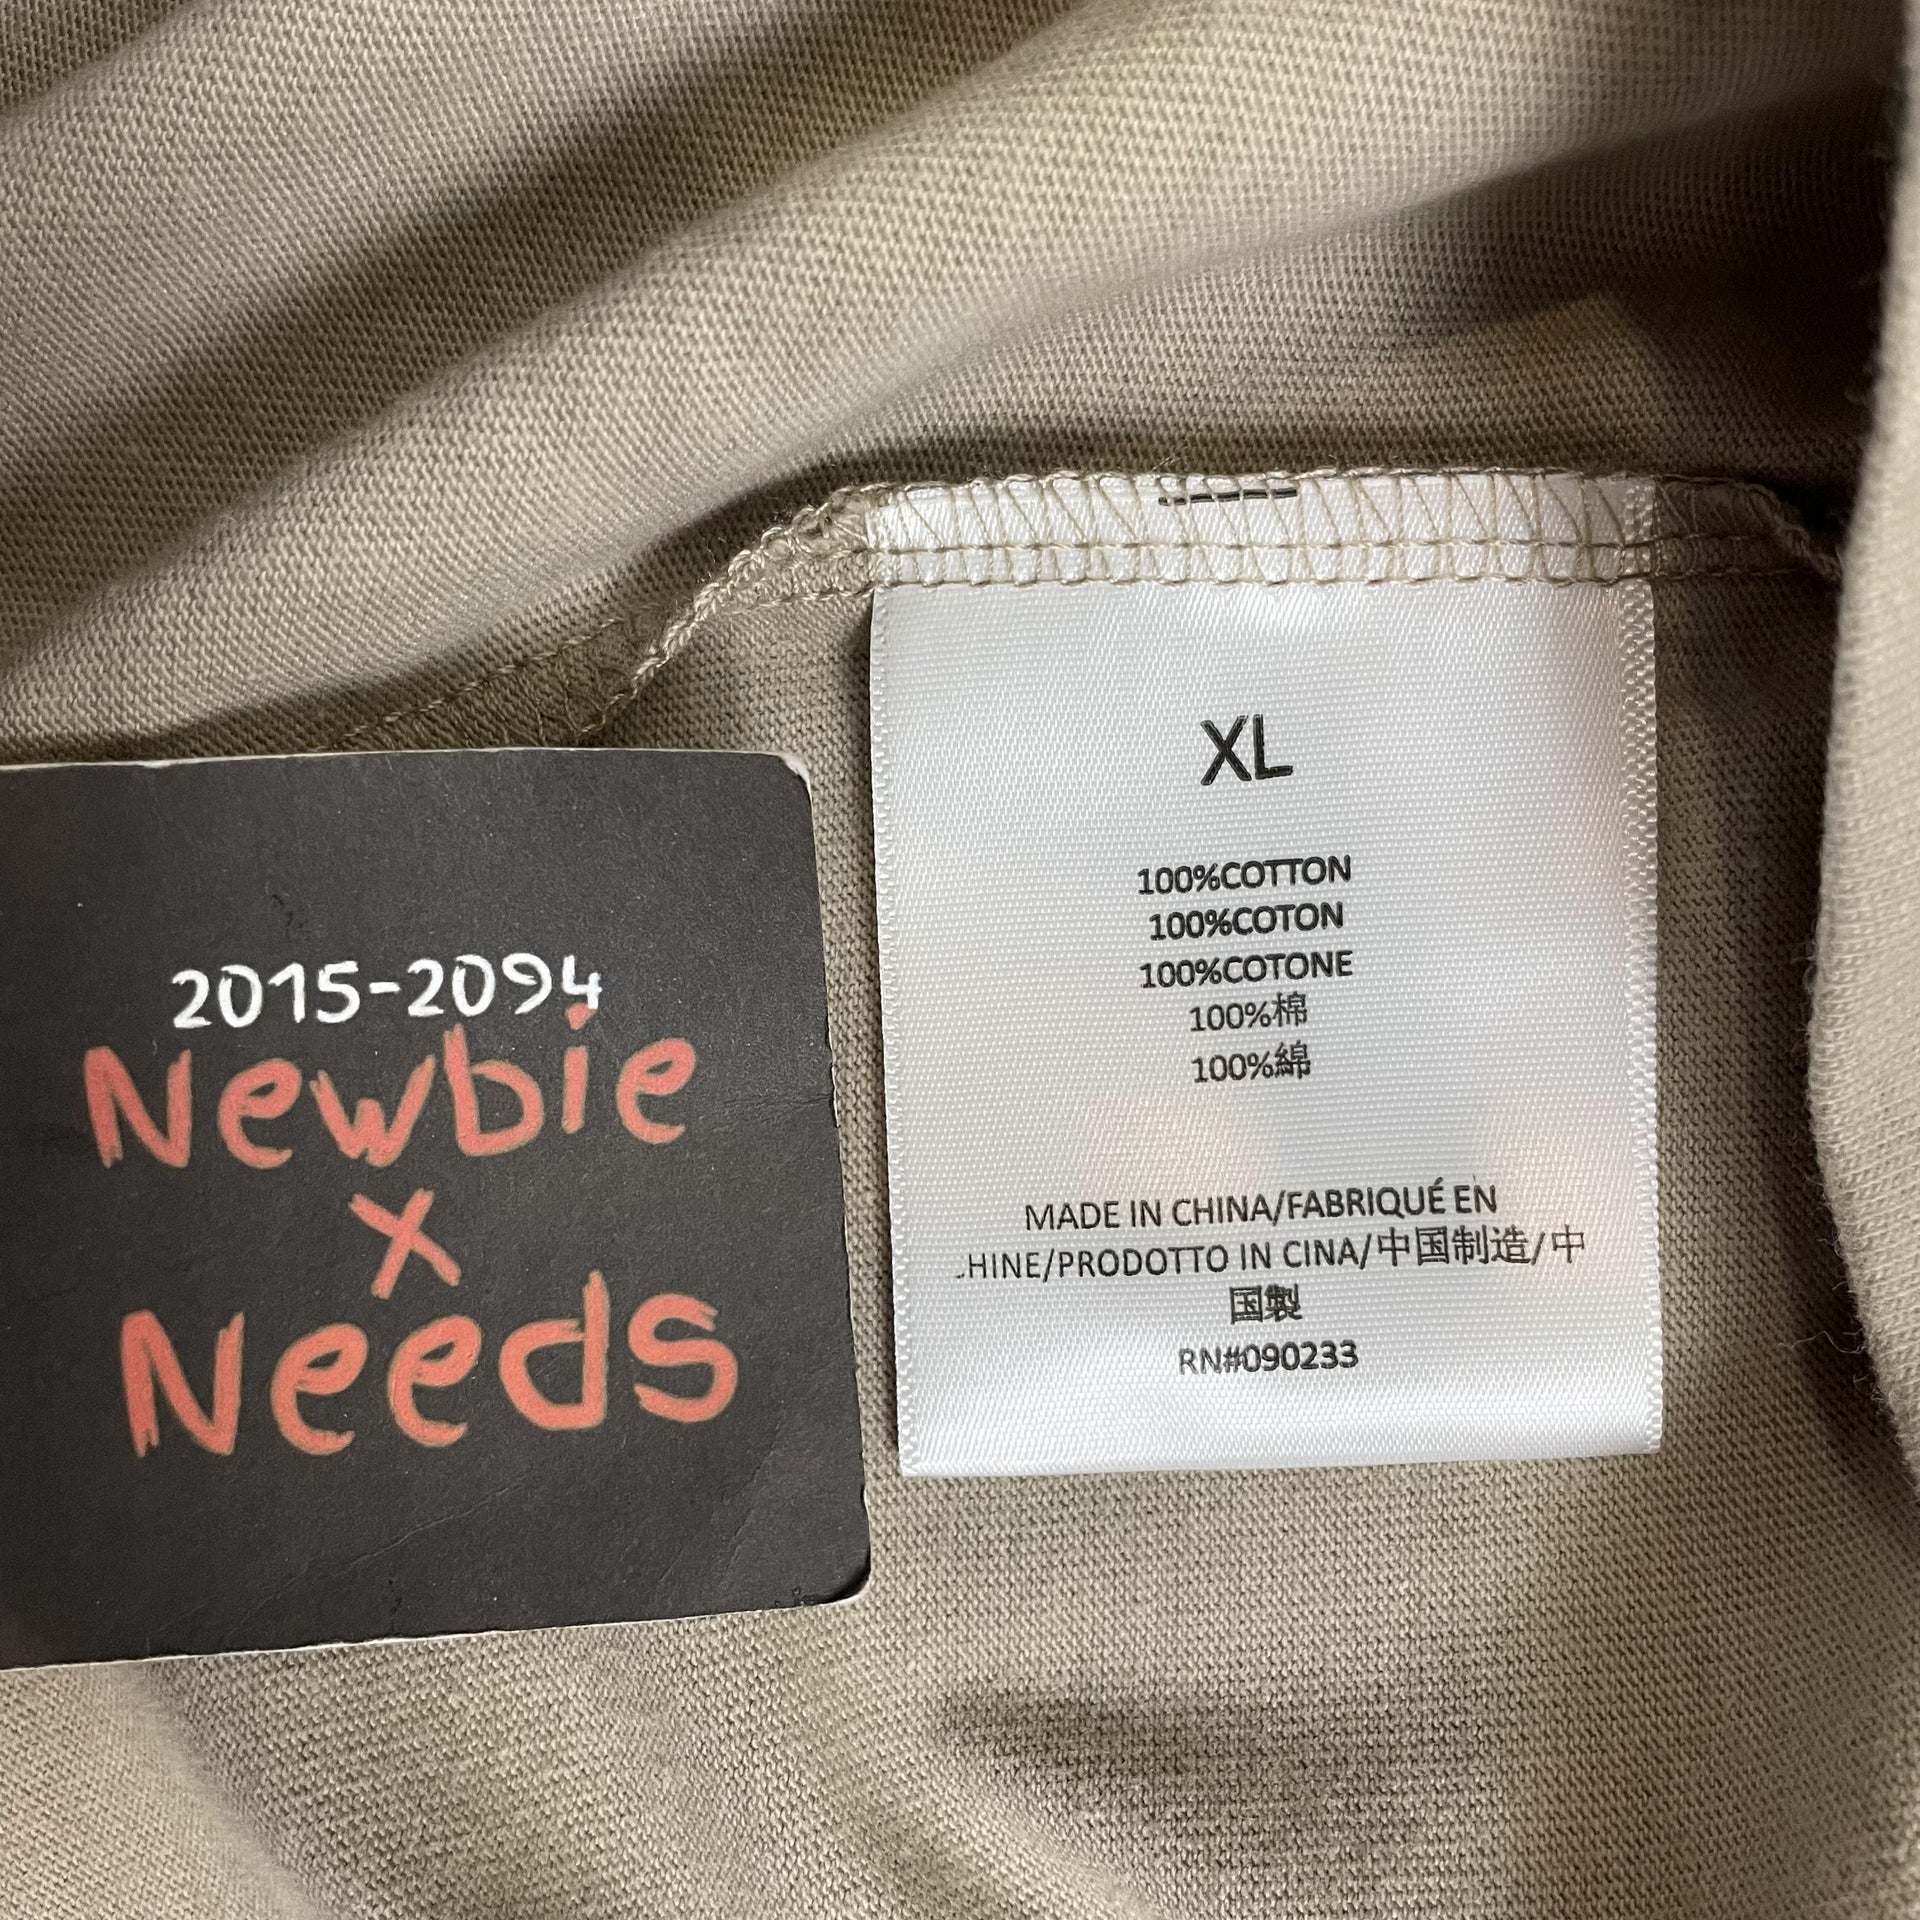 2015-2094
Newbie
x
Needs
XL
100%COTTON
100%COTON
100%COTONE
100%棉
100%綿
MADE IN CHINA/FABRIQUÉ EN
HINE/PRODOTTO IN CINA/中国制造/中
国製
RN#090233